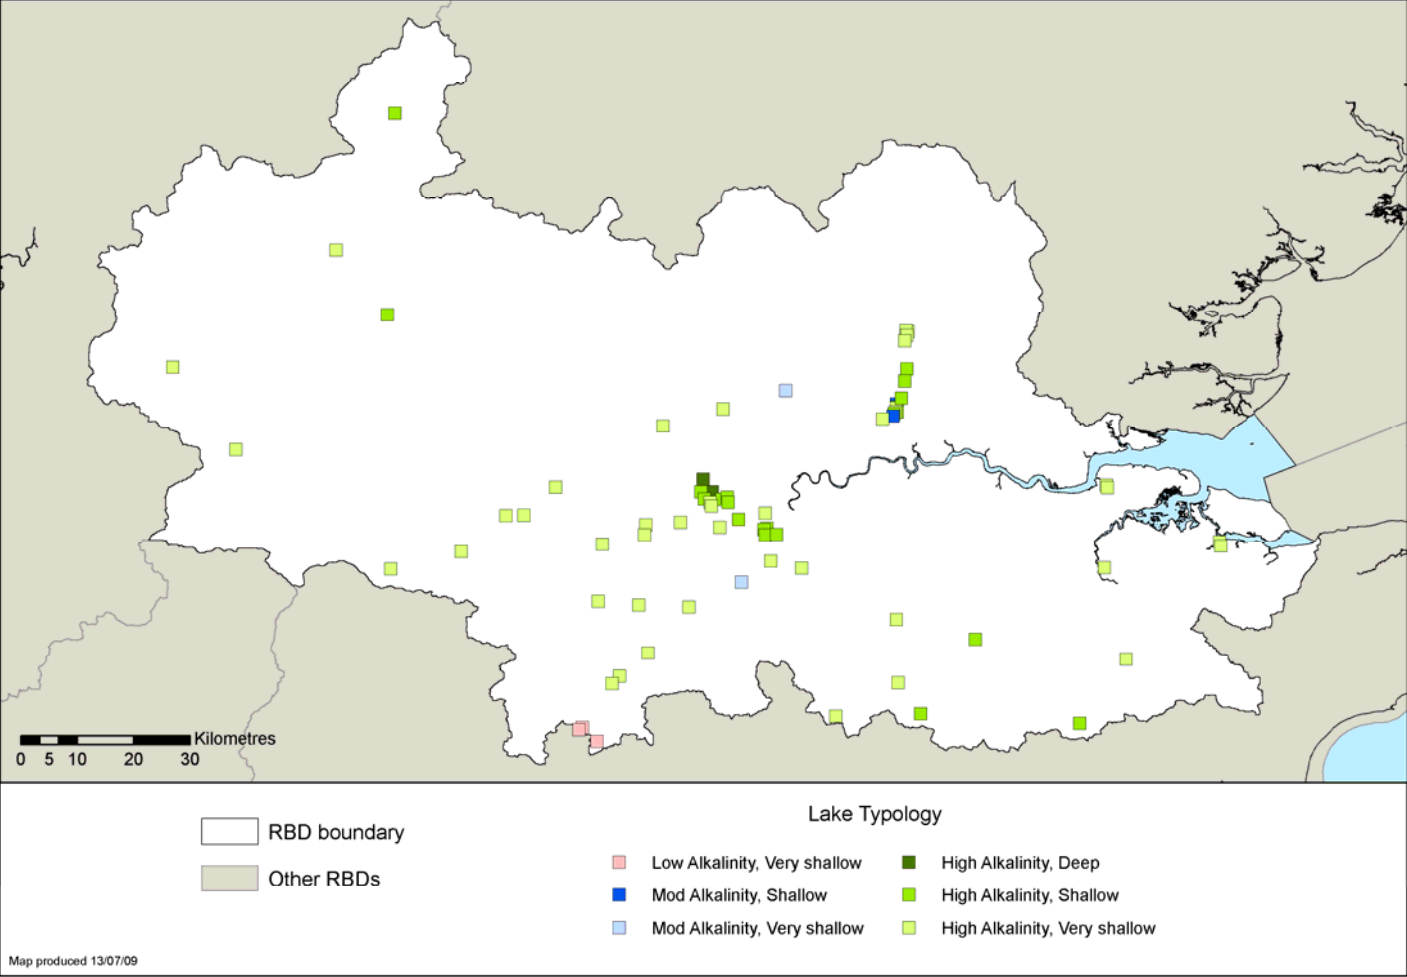 Kilometres
0 5 10 20 30
Lake Typology
RBD boundary
Other RBDs
Low Alkalinity, Very shallow
Mod Alkalinity, Shallow
Mod Alkalinity, Very shallow
High Alkalinity, Deep
High Alkalinity, Shallow
High Alkalinity, Very shallow
Map produced 13/07/09